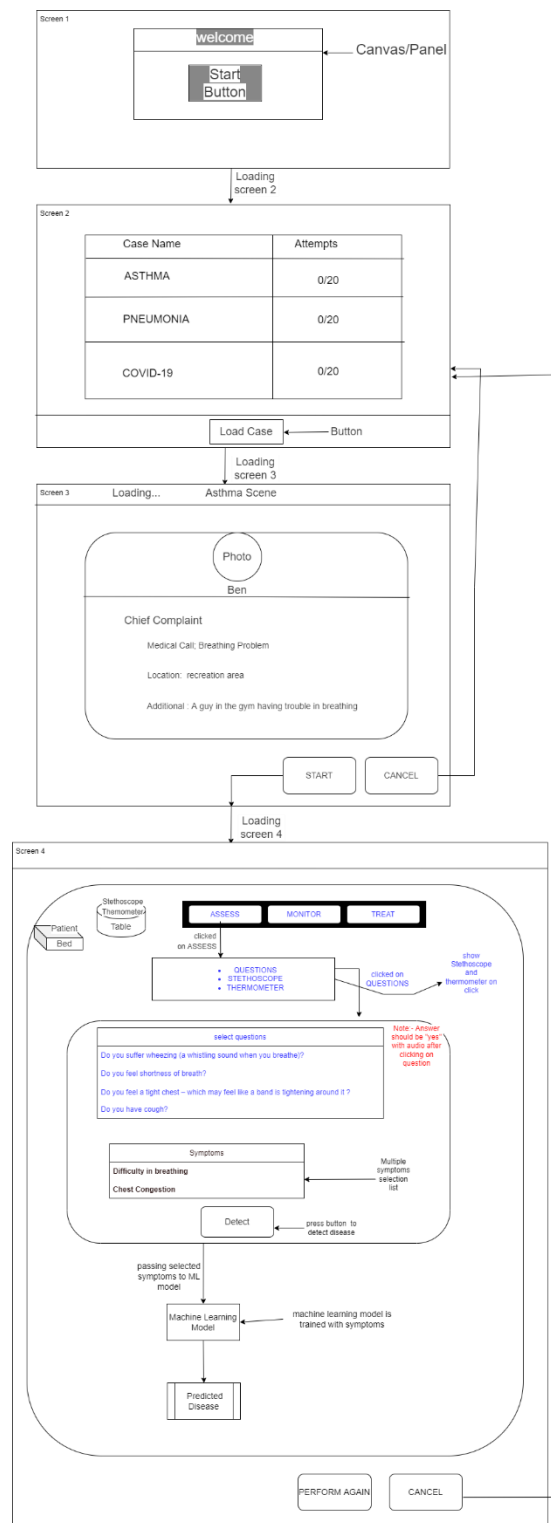 Screen 1
welcome
Canvas/Panel
Start
Button
Loading
screen 2
Screen 2
Case Name Attempts
ASTHMA 0/20
PNEUMONIA 0/20
COVID-19 0/20
Load Case
Button
Loading
screen 3
Screen 3 Loading... Asthma Scene
Photo
Ben
Chief Complaint
Medical Call; Breathing Problem
Location: recreation area
Additional : A guy in the gym having trouble in breathing
START CANCEL
Loading
screen 4
Screen 4
Stethoscope
Thermometer
Table
Patient
Bed
ASSESS MONITOR TREAT
clicked
on ASSESS
QUESTIONS
STETHOSCOPE
THERMOMETER
clicked on
QUESTIONS
show
Stethoscope
and
thermometer on
click
select questions
Do you suffer wheezing (a whistling sound when you breathe)?
Do you feel shortness of breath?
Do you feel a tight chest – which may feel like a band is tightening around it ?
Do you have cough?
Note:- Answer
should be "yes"
with audio after
clicking on
question
Symptoms
Difficulty in breathing
Chest Congestion
Multiple
symptoms
selection
list
Detect
press button to
detect disease
passing selected
symptoms to ML
model
Machine Learning
Model
machine learning model is
trained with symptoms
Predicted
Disease
PERFORM AGAIN CANCEL